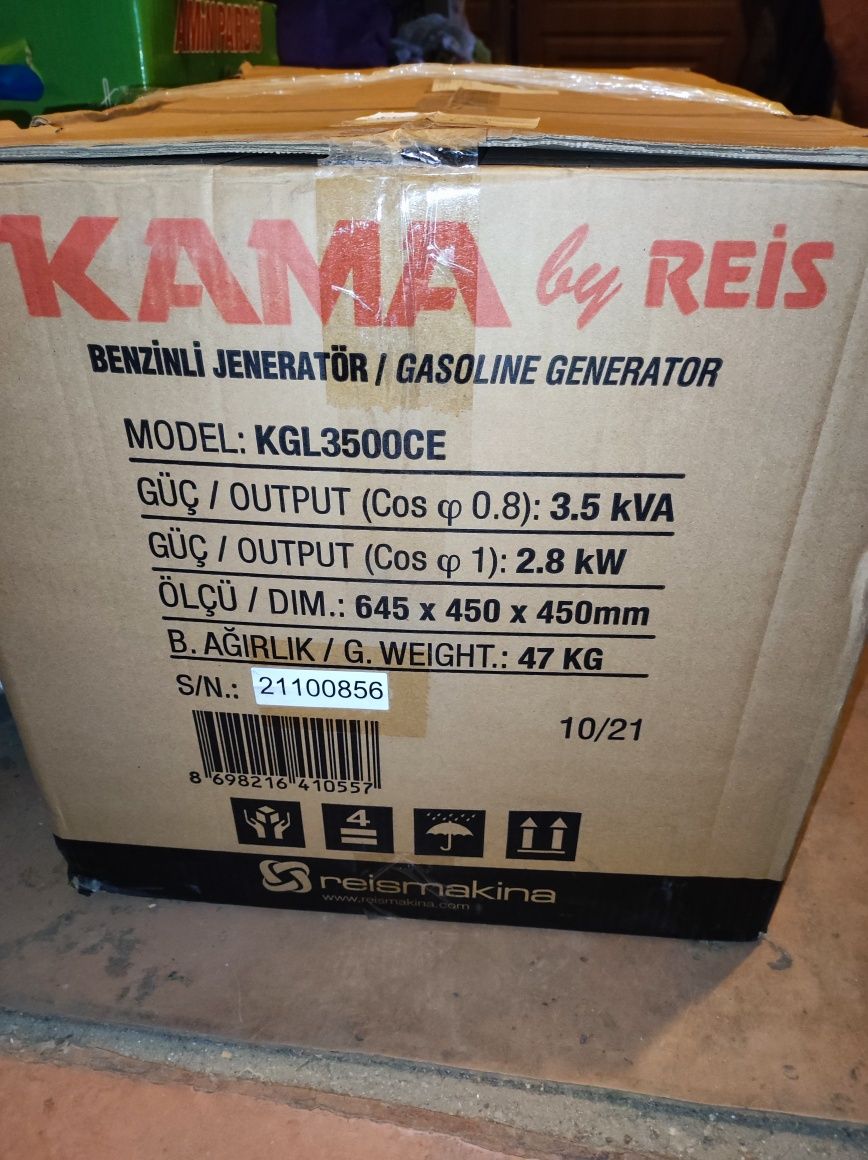 KAMA by REİS
BENZİNLİ JENERATÖR / GASOLINE GENERATOR
MODEL: KGL3500CE
GÜÇ / OUTPUT (Cos φ 0.8): 3.5 kVA
GÜÇ / OUTPUT (Cos φ 1): 2.8 kW
ÖLÇÜ / DIM.: 645 x 450 x 450mm
B. AĞIRLIK / G. WEIGHT.: 47 KG
S/N.: 21100856
10/21
8 698216 410557
4
reismakina
www.reismakina.com